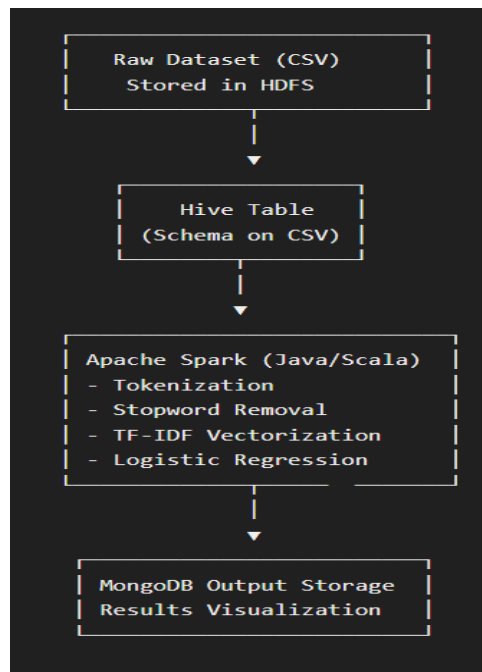 Raw Dataset (CSV)
Stored in HDFS
Hive Table
(Schema on CSV)
Apache Spark (Java/Scala)
- Tokenization
- Stopword Removal
- TF-IDF Vectorization
- Logistic Regression
MongoDB Output Storage
Results Visualization